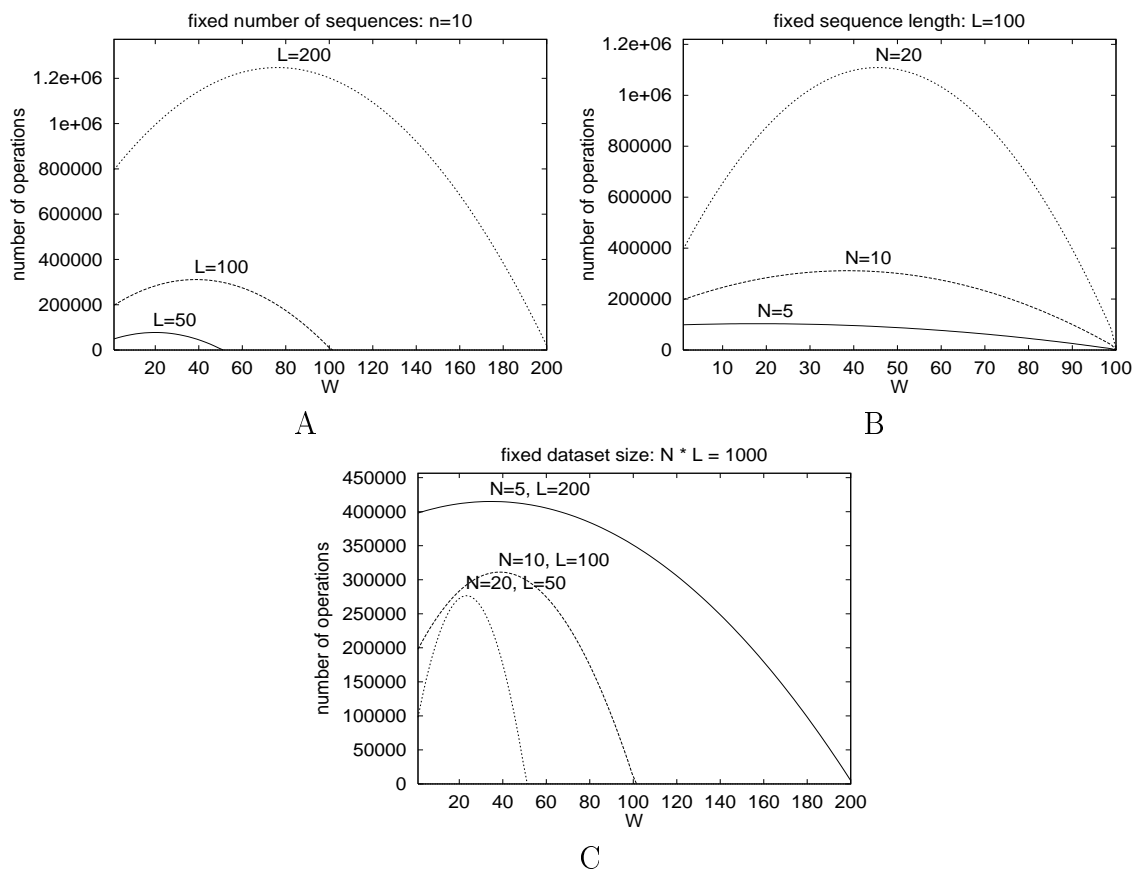 fixed number of sequences: n=10
number of operations
1.2e+06
1e+06
800000
600000
400000
200000
0
L=200
L=100
L=50
20 40 60 80 100 120 140 160 180 200
W
A
fixed sequence length: L=100
number of operations
1.2e+06
1e+06
800000
600000
400000
200000
0
N=20
N=10
N=5
10 20 30 40 50 60 70 80 90 100
W
B
fixed dataset size: N * L = 1000
number of operations
450000
400000
350000
300000
250000
200000
150000
100000
50000
0
N=5, L=200
N=10, L=100
N=20, L=50
20 40 60 80 100 120 140 160 180 200
W
C